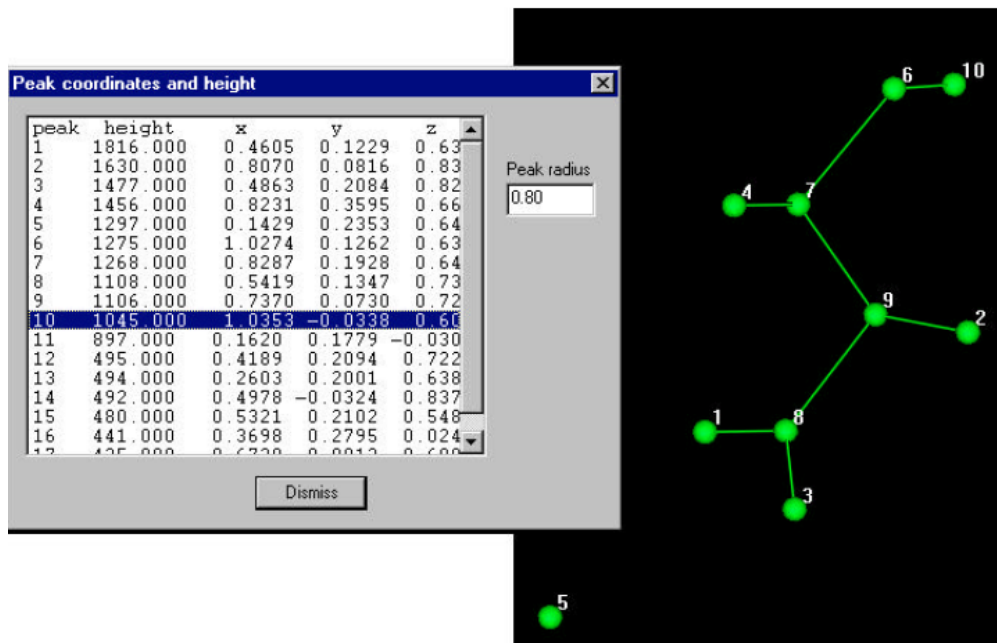 Peak coordinates and height
peak height x y z
1 1816.000 0.4605 0.1229 0.63
2 1630.000 0.8070 0.0816 0.83
3 1477.000 0.4863 0.2084 0.82
4 1456.000 0.8231 0.3595 0.66
5 1297.000 0.1429 0.2353 0.64
6 1275.000 1.0274 0.1262 0.63
7 1268.000 0.8287 0.1928 0.64
8 1108.000 0.5419 0.1347 0.73
9 1106.000 0.7370 0.0730 0.72
10 1045.000 1.0353 -0.0338 0.60
11 897.000 0.1620 0.1779 -0.030
12 495.000 0.4189 0.2094 0.722
13 494.000 0.2603 0.2001 0.638
14 492.000 0.4978 -0.0324 0.837
15 480.000 0.5321 0.2102 0.548
16 441.000 0.3698 0.2795 0.024
Peak radius
0.80
Dismiss
6 10
4 7
9
2
1 8
3
5